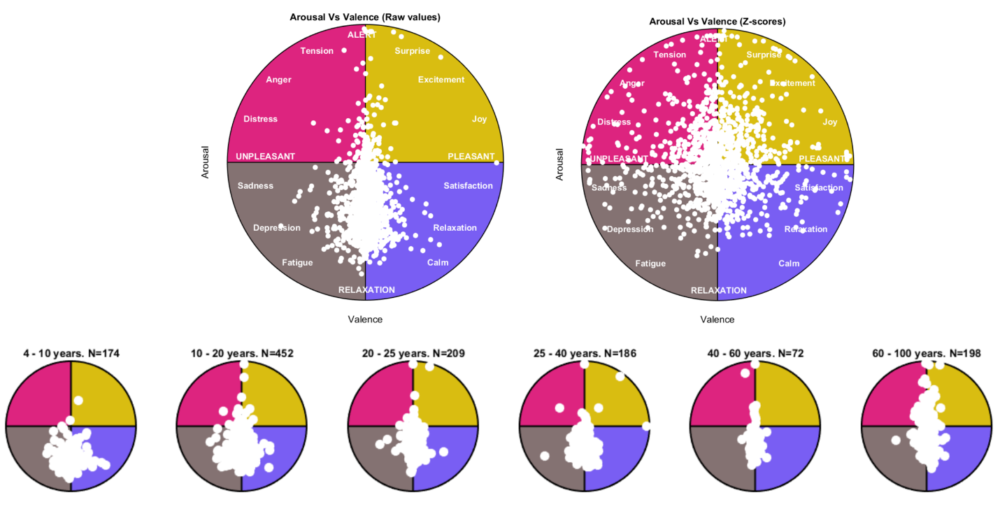 Arousal Vs Valence (Raw values)
ALERT
Tension
Surprise
Anger
Excitement
Distress
Joy
UNPLEASANT
PLEASANT
Sadness
Satisfaction
Depression
Relaxation
Fatigue
Calm
RELAXATION
Arousal
Valence
Arousal Vs Valence (Z-scores)
ALERT
Tension
Surprise
Anger
Excitement
Distress
Joy
UNPLEASANT
PLEASANT
Sadness
Satisfaction
Depression
Relaxation
Fatigue
Calm
RELAXATION
Arousal
Valence
4 - 10 years. N=174
10 - 20 years. N=452
20 - 25 years. N=209
25 - 40 years. N=186
40 - 60 years. N=72
60 - 100 years. N=198